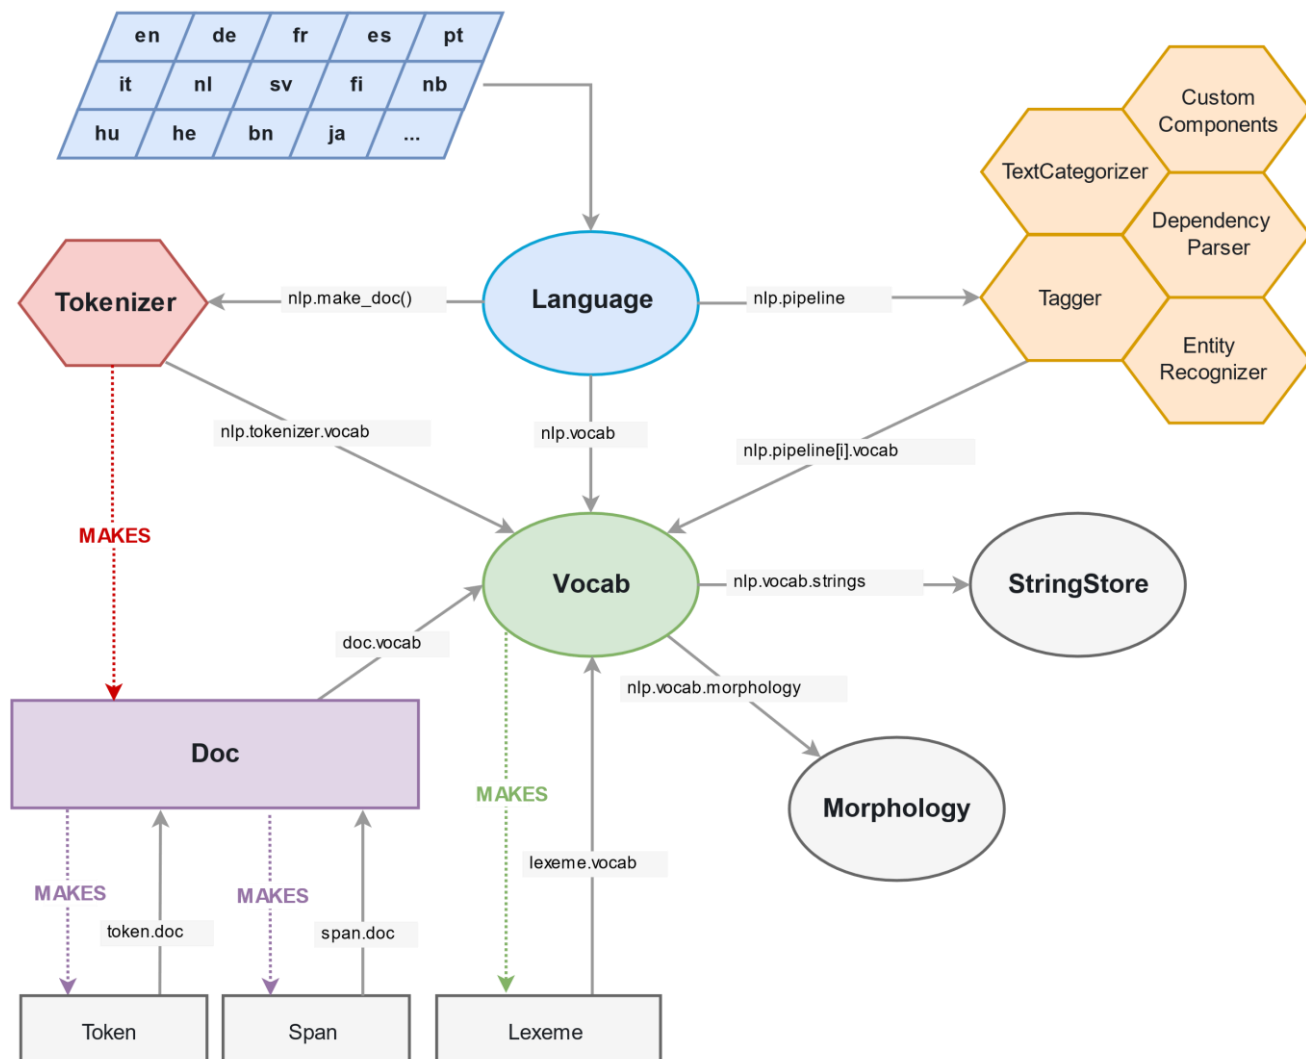 en de fr es pt
it nl sv fi nb
hu he bn ja ...
Custom
Components
TextCategorizer
Dependency
Parser
Tokenizer
nlp.make_doc()
Language
nlp.pipeline
Tagger
Entity
Recognizer
nlp.tokenizer.vocab
nlp.vocab
nlp.pipeline[i].vocab
MAKES
Vocab
nlp.vocab.strings
StringStore
doc.vocab
nlp.vocab.morphology
Doc
MAKES
Morphology
lexeme.vocab
MAKES
MAKES
token.doc
span.doc
Token
Span
Lexeme